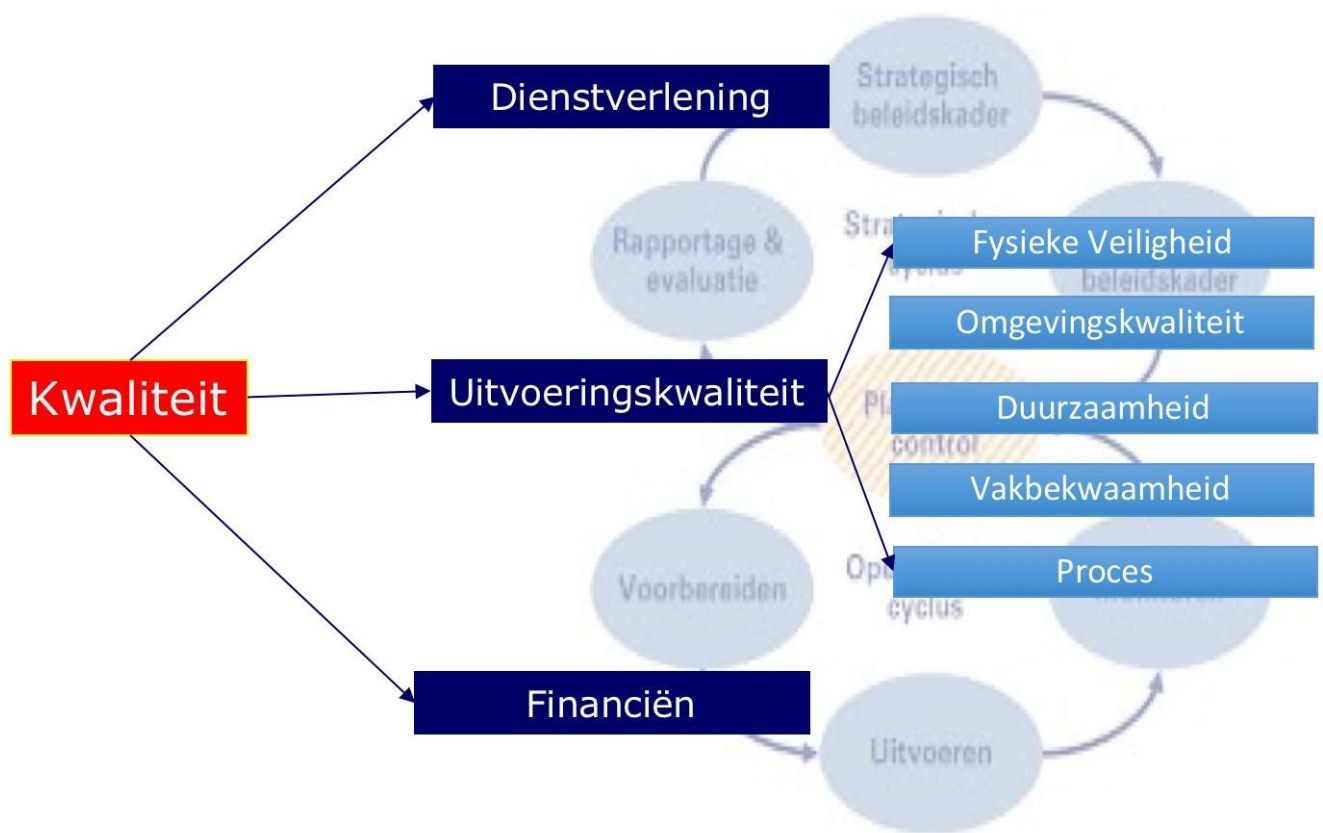 Dienstverlening
Strategisch
beleidskader
Rapportage &
evaluatie
Fysieke Veiligheid
cyclus
beleidskader
Omgevingskwaliteit
Kwaliteit
Uitvoeringskwaliteit
Duurzaamheid
control
Vakbekwaamheid
Voorbereiden
Proces
cyclus
Financiën
Uitvoeren